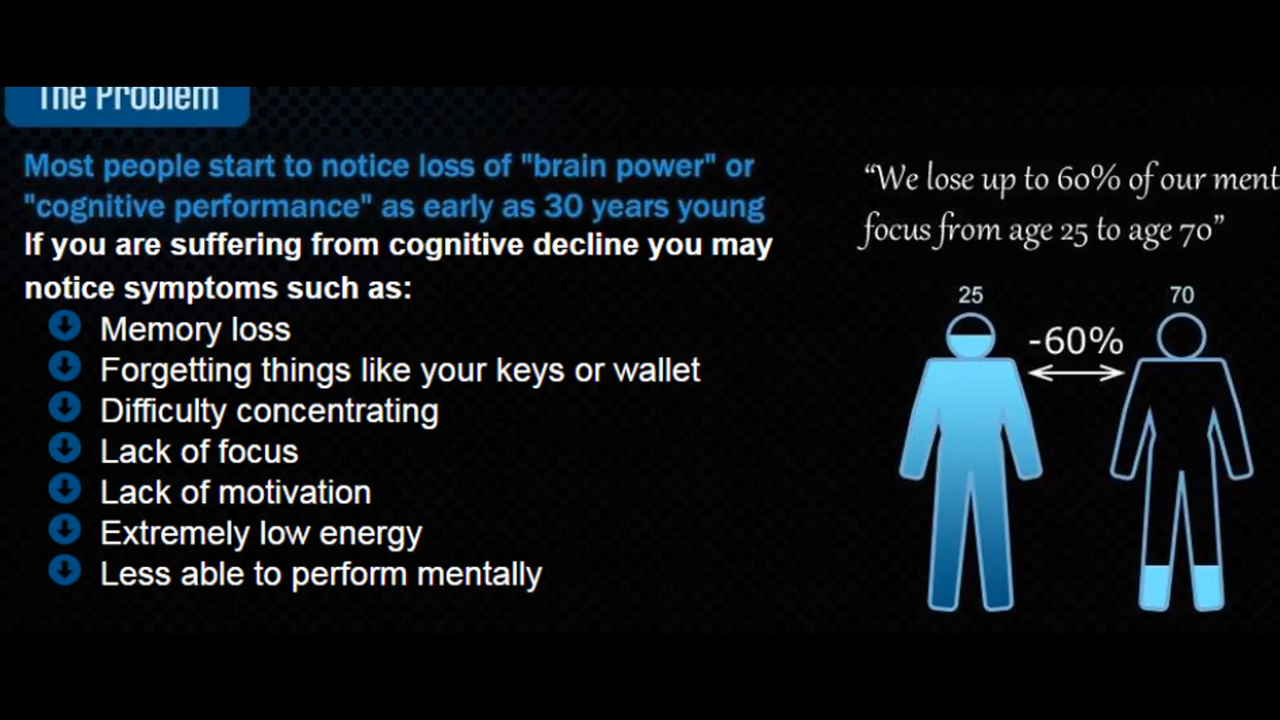 The Problem
Most people start to notice loss of "brain power" or
"cognitive performance" as early as 30 years young
If you are suffering from cognitive decline you may
notice symptoms such as:
Memory loss
Forgetting things like your keys or wallet
Difficulty concentrating
Lack of focus
Lack of motivation
Extremely low energy
Less able to perform mentally
“We lose up to 60% of our ment
focus from age 25 to age 70”
25 70
-60%